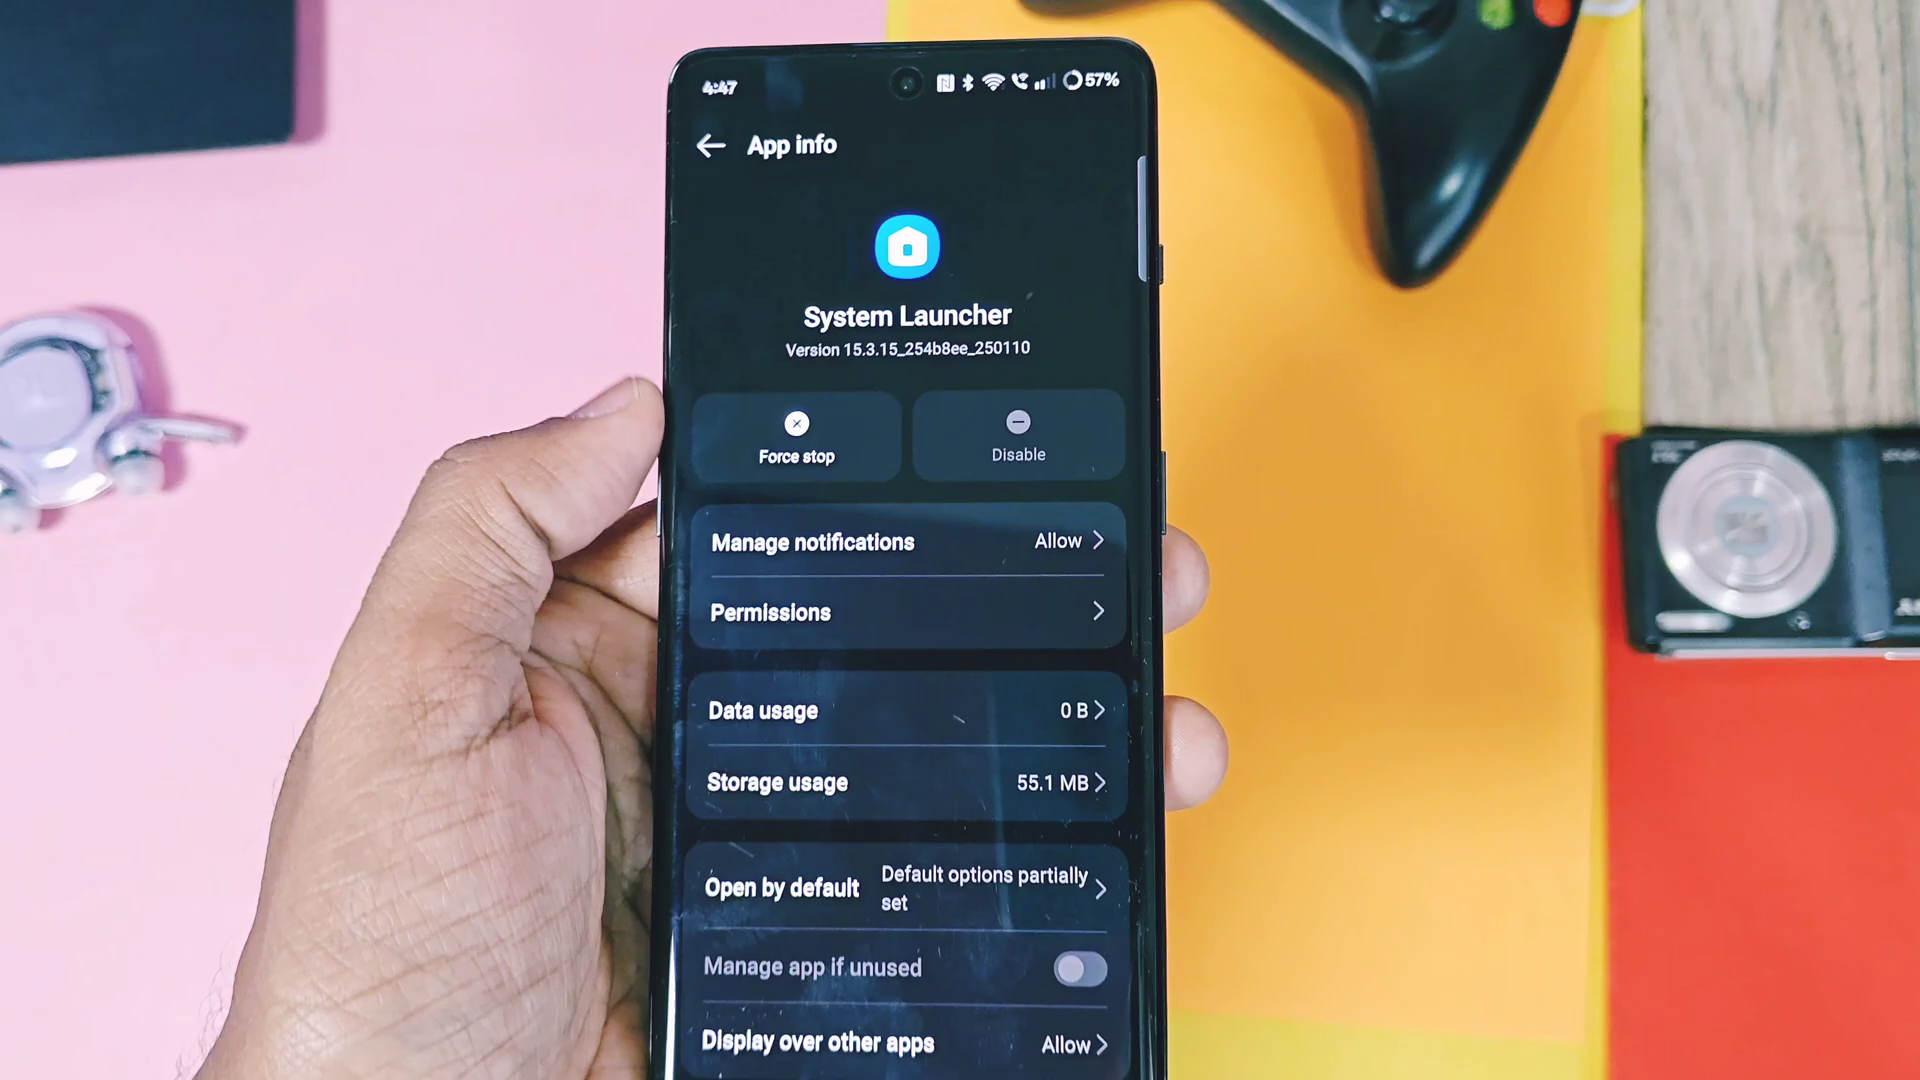 4:47
57%
App info
System Launcher
Version 15.3.15_254b8ee_250110
Force stop
Disable
Manage notifications
Allow
Permissions
Data usage
0 B
Storage usage
55.1 MB
Open by default
Default options partially
set
Manage app if unused
Display over other apps
Allow